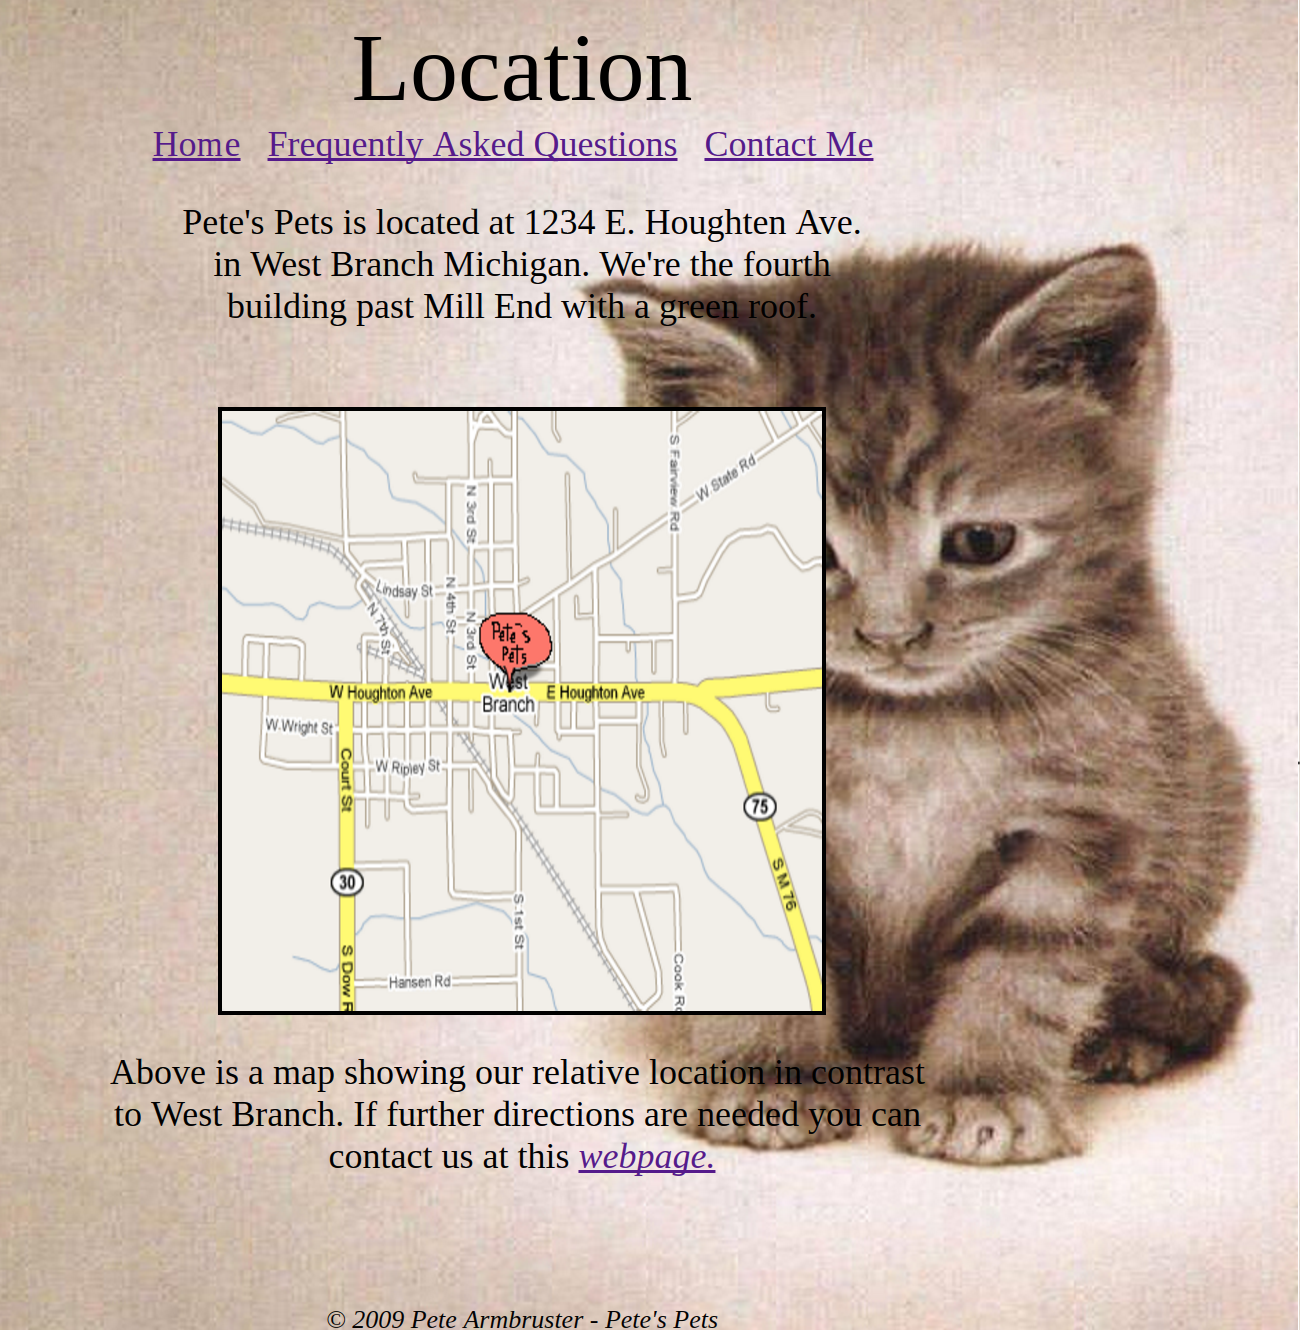 Location
Home Frequently Asked Questions Contact Me
Pete's Pets is located at 1234 E. Houghten Ave.
in West Branch Michigan. We're the fourth
building past Mill End with a green roof.
S Fairview Rd
W State Rd
N 3rd St
Lindsay St
N 4th St
N 7th St
N 3rd St
Pete's
Pets
West
Branch
W Houghton Ave
E Houghton Ave
W Wright St
Court St
W Ripley St
75
30
S M 76
S 1st St
S Dow R
Hansen Rd
Cook Rd
Above is a map showing our relative location in contrast
to West Branch. If further directions are needed you can
contact us at this webpage.
© 2009 Pete Armbruster - Pete's Pets